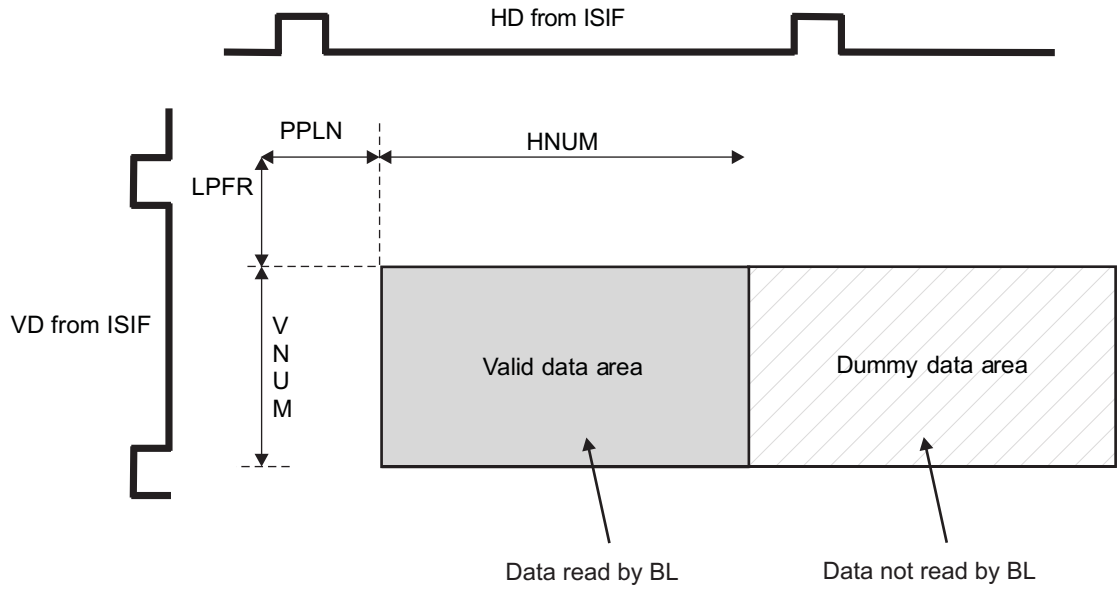 HD from ISIF
PPLN
HNUM
LPFR
VD from ISIF
V
N
U
M
Valid data area
Dummy data area
Data read by BL
Data not read by BL